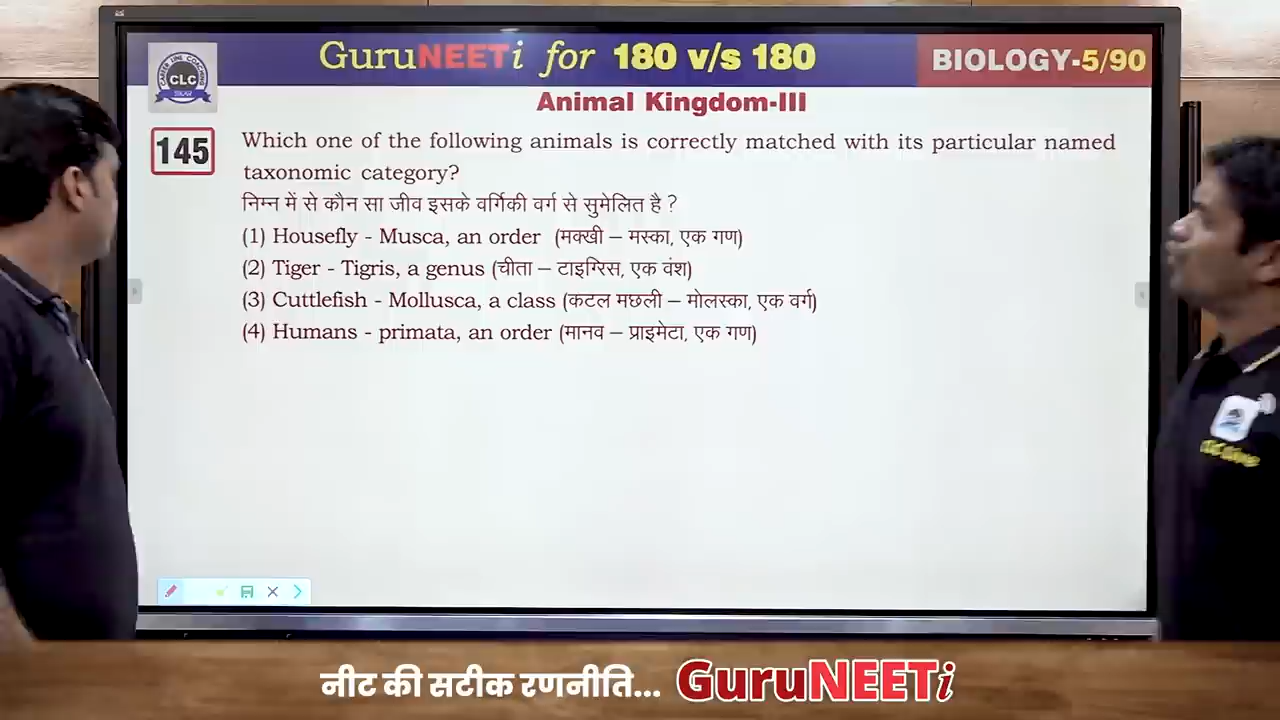 GuruNEETi for 180 v/s 180
BIOLOGY-5/90
CLC
Animal Kingdom-III
145
Which one of the following animals is correctly matched with its particular named
taxonomic category?
निम्न में से कौन सा जीव इसके वर्गिकी वर्ग से सुमेलित है ?
(1) Housefly - Musca, an order (मक्खी – मस्का, एक गण)
(2) Tiger - Tigris, a genus (चीता – टाइग्रिस, एक वंश)
(3) Cuttlefish - Mollusca, a class (कटल मछली – मोलस्का, एक वर्ग)
(4) Humans - primata, an order (मानव – प्राइमेटा, एक गण)
नीट की सटीक रणनीति... GuruNEETi